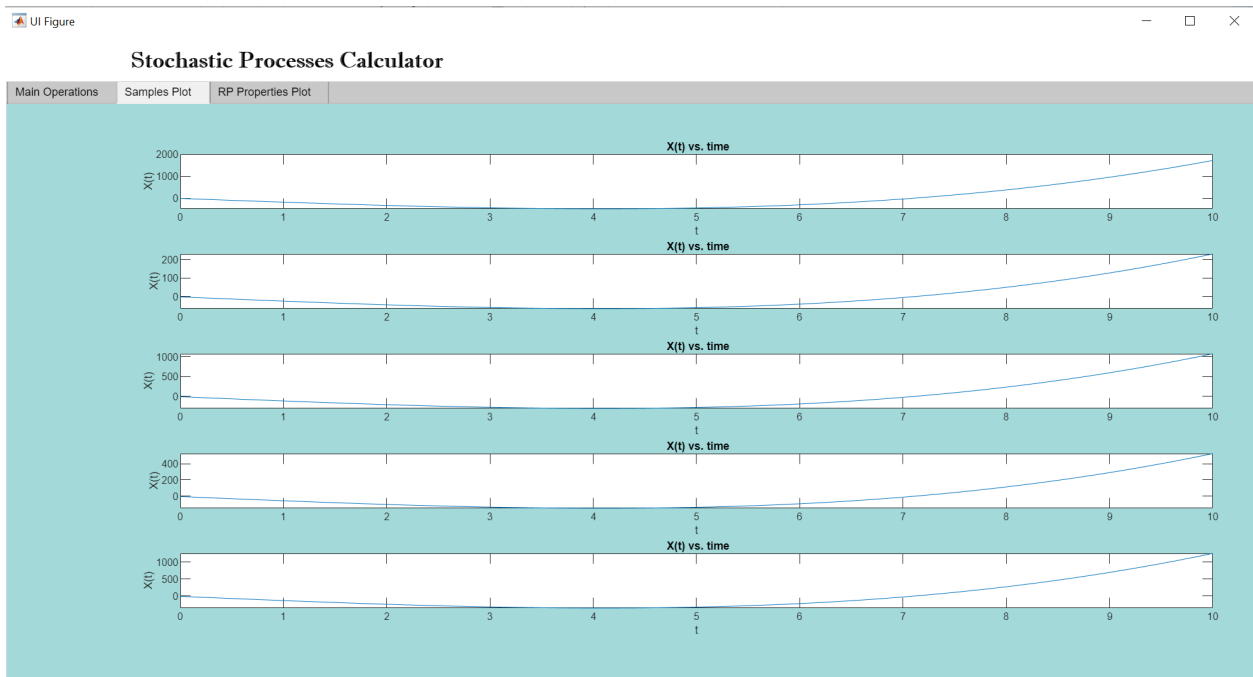 UI Figure
Stochastic Processes Calculator
Main Operations Samples Plot RP Properties Plot
X(t) vs. time
2000
1000
0
X(t)
0 1 2 3 4 5 6 7 8 9 10
t
X(t) vs. time
200
100
0
X(t)
0 1 2 3 4 5 6 7 8 9 10
t
X(t) vs. time
1000
500
0
X(t)
0 1 2 3 4 5 6 7 8 9 10
t
X(t) vs. time
400
200
0
X(t)
0 1 2 3 4 5 6 7 8 9 10
t
X(t) vs. time
1000
500
0
X(t)
0 1 2 3 4 5 6 7 8 9 10
t